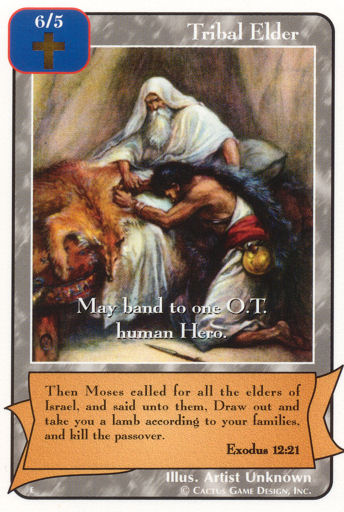 6/5
Tribal Elder
May band to one O.T.
human Hero.
Then Moses called for all the elders of
Israel, and said unto them, Draw out and
take you a lamb according to your families,
and kill the passover.
Exodus 12:21
Illus. Artist Unknown
E
© Cactus Game Design, Inc.